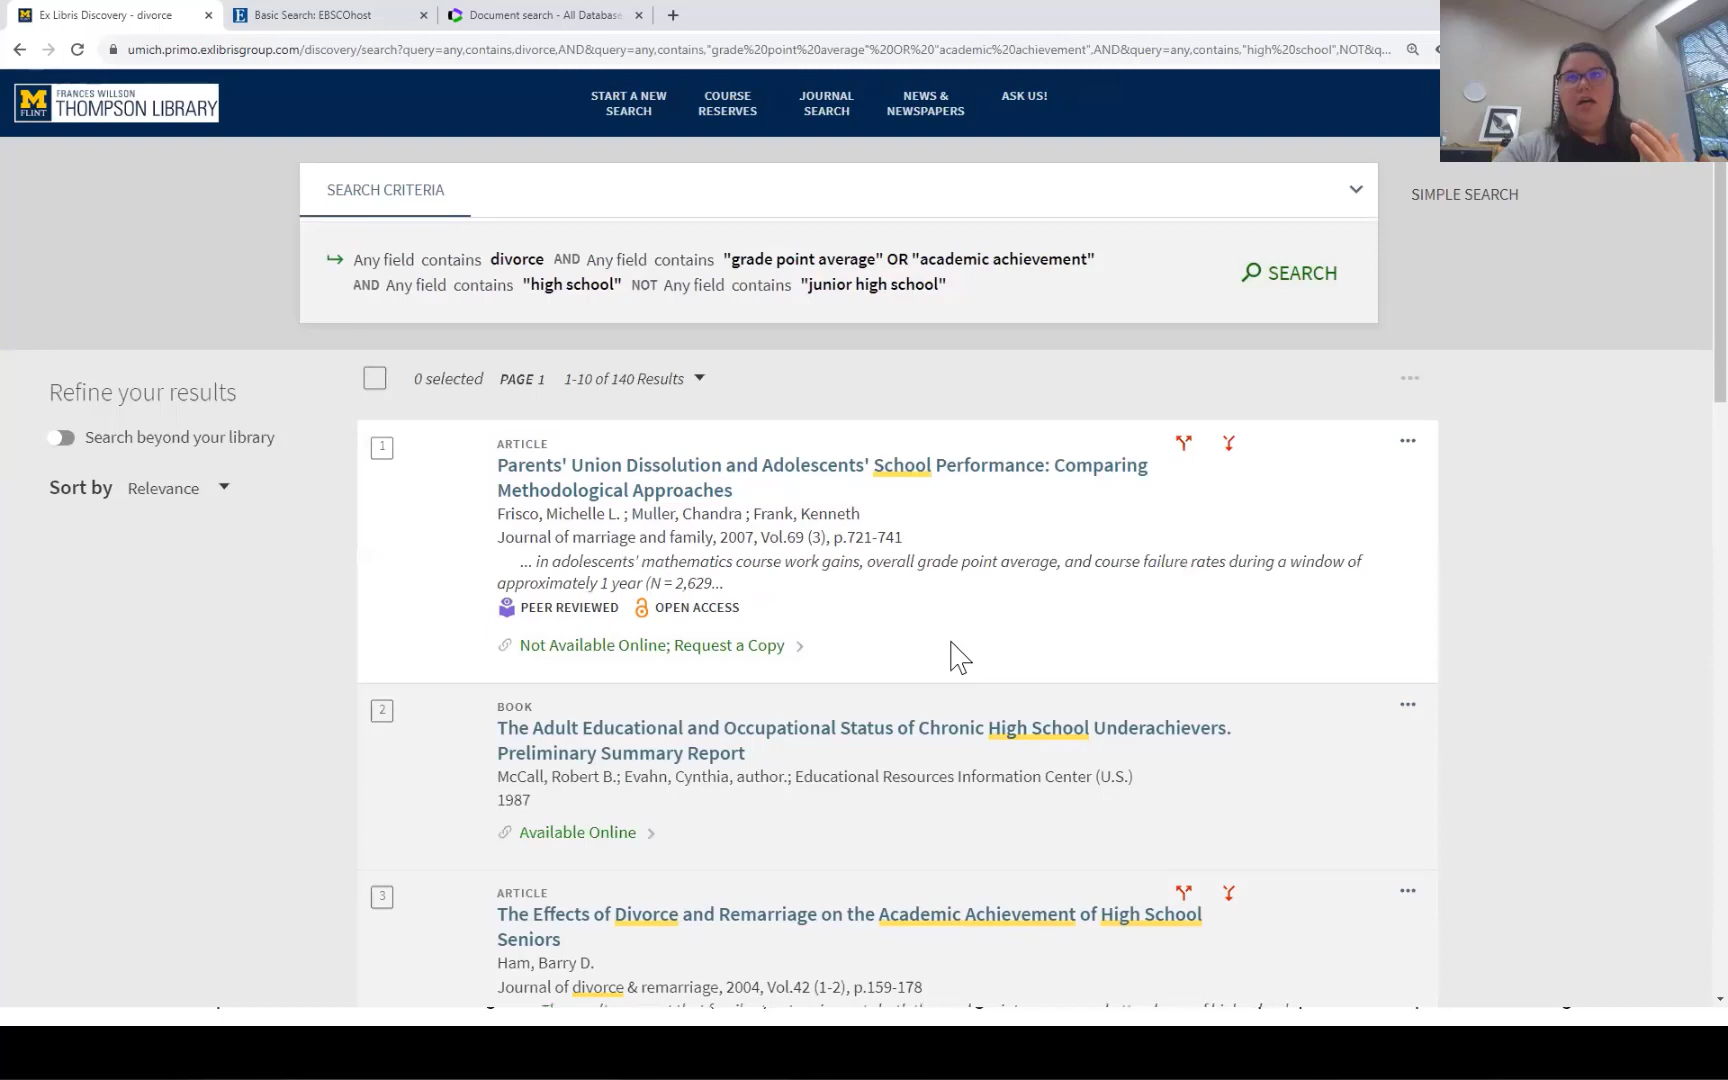 Ex Libris Discovery - divorce
Basic Search: EBSCOhost
Document search - All Database
umich.primo.exlibrisgroup.com/discovery/search?query=any,contains,divorce,AND&query=any,contains,"grade%20point%20average"%20OR%20"academic%20achievement",AND&query=any,contains,"high%20school",NOT&q...
M FLINT
FRANCES WILLSON
THOMPSON LIBRARY
START A NEW
SEARCH
COURSE
RESERVES
JOURNAL
SEARCH
NEWS &
NEWSPAPERS
ASK US!
SEARCH CRITERIA
SIMPLE SEARCH
Any field contains divorce AND Any field contains "grade point average" OR "academic achievement"
AND Any field contains "high school" NOT Any field contains "junior high school"
SEARCH
Refine your results
Search beyond your library
Sort by Relevance
0 selected PAGE 1 1-10 of 140 Results
1
ARTICLE
Parents' Union Dissolution and Adolescents' School Performance: Comparing
Methodological Approaches
Frisco, Michelle L. ; Muller, Chandra ; Frank, Kenneth
Journal of marriage and family, 2007, Vol.69 (3), p.721-741
... in adolescents' mathematics course work gains, overall grade point average, and course failure rates during a window of
approximately 1 year (N = 2,629...
PEER REVIEWED OPEN ACCESS
Not Available Online; Request a Copy
2
BOOK
The Adult Educational and Occupational Status of Chronic High School Underachievers.
Preliminary Summary Report
McCall, Robert B.; Evahn, Cynthia, author.; Educational Resources Information Center (U.S.)
1987
Available Online
3
ARTICLE
The Effects of Divorce and Remarriage on the Academic Achievement of High School
Seniors
Ham, Barry D.
Journal of divorce & remarriage, 2004, Vol.42 (1-2), p.159-178